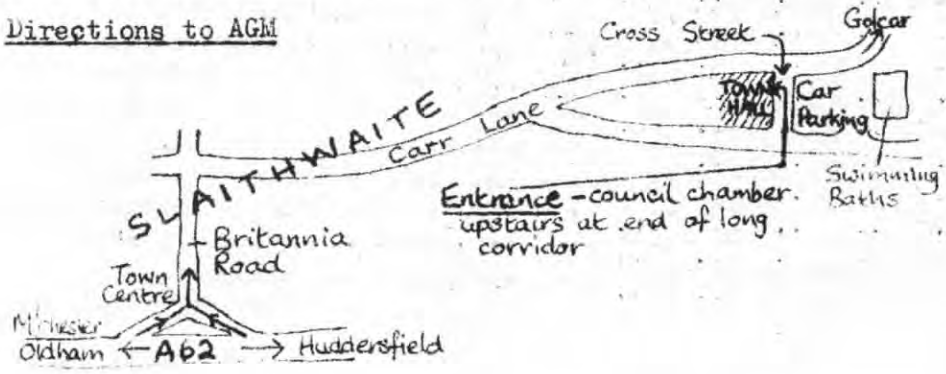 Directions to AGM
Golcar
Cross Street
TOWN
HALL
Car
Parking
Swimming
Baths
SLAITHWAITE
Carr Lane
Entrance - council chamber.
upstairs at end of long
corridor
Britannia
Road
Town
Centre
M'chester
Oldham
A62
Huddersfield